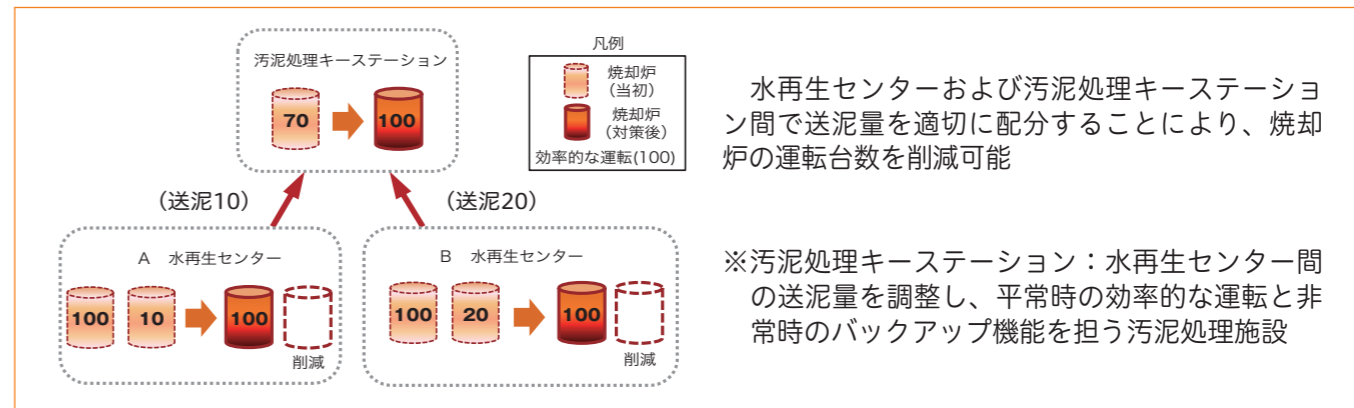 汚泥処理キーステーション
70
100
凡例
焼却炉
(当初)
焼却炉
(対策後)
効率的な運転(100)
(送泥10)
(送泥20)
A 水再生センター
100
10
100
削減
B 水再生センター
100
20
100
削減
水再生センターおよび汚泥処理キーステーショ
ン間で送泥量を適切に配分することにより、焼却
炉の運転台数を削減可能
※汚泥処理キーステーション：水再生センター間
の送泥量を調整し、平常時の効率的な運転と非
常時のバックアップ機能を担う汚泥処理施設